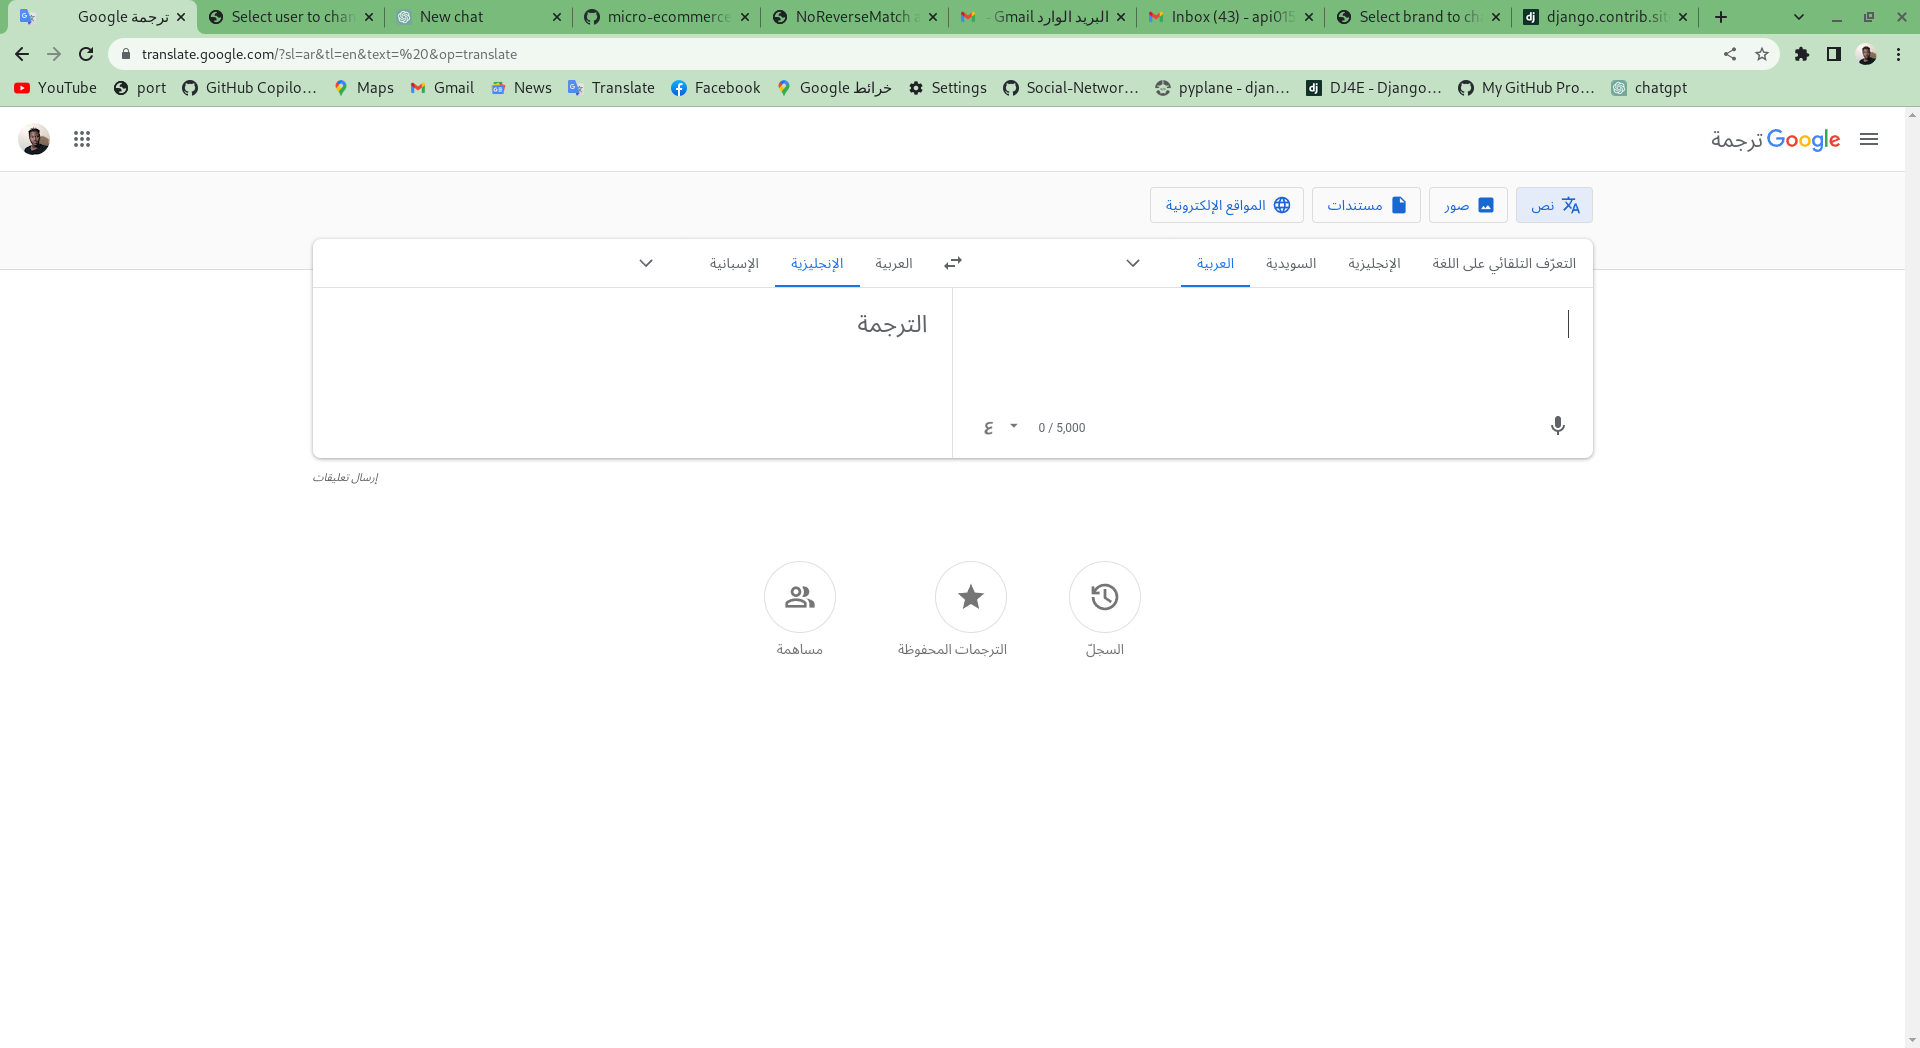 Google ترجمة
Select user to chan
New chat
micro-ecommerce
NoReverseMatch a
البريد الوارد - Gmail
Inbox (43) - api015
Select brand to ch
django.contrib.sit
translate.google.com/?sl=ar&tl=en&text=%20&op=translate
YouTube
port
GitHub Copilo...
Maps
Gmail
News
Translate
Facebook
خرائط Google
Settings
Social-Networ...
pyplane - djan...
DJ4E - Django...
My GitHub Pro...
chatgpt
Google ترجمة
نص
صور
مستندات
المواقع الإلكترونية
التعرّف التلقائي على اللغة
الإنجليزية
السويدية
العربية
العربية
الإنجليزية
الإسبانية
الترجمة
0 / 5,000
ع
إرسال تعليقات
السجلّ
الترجمات المحفوظة
مساهمة